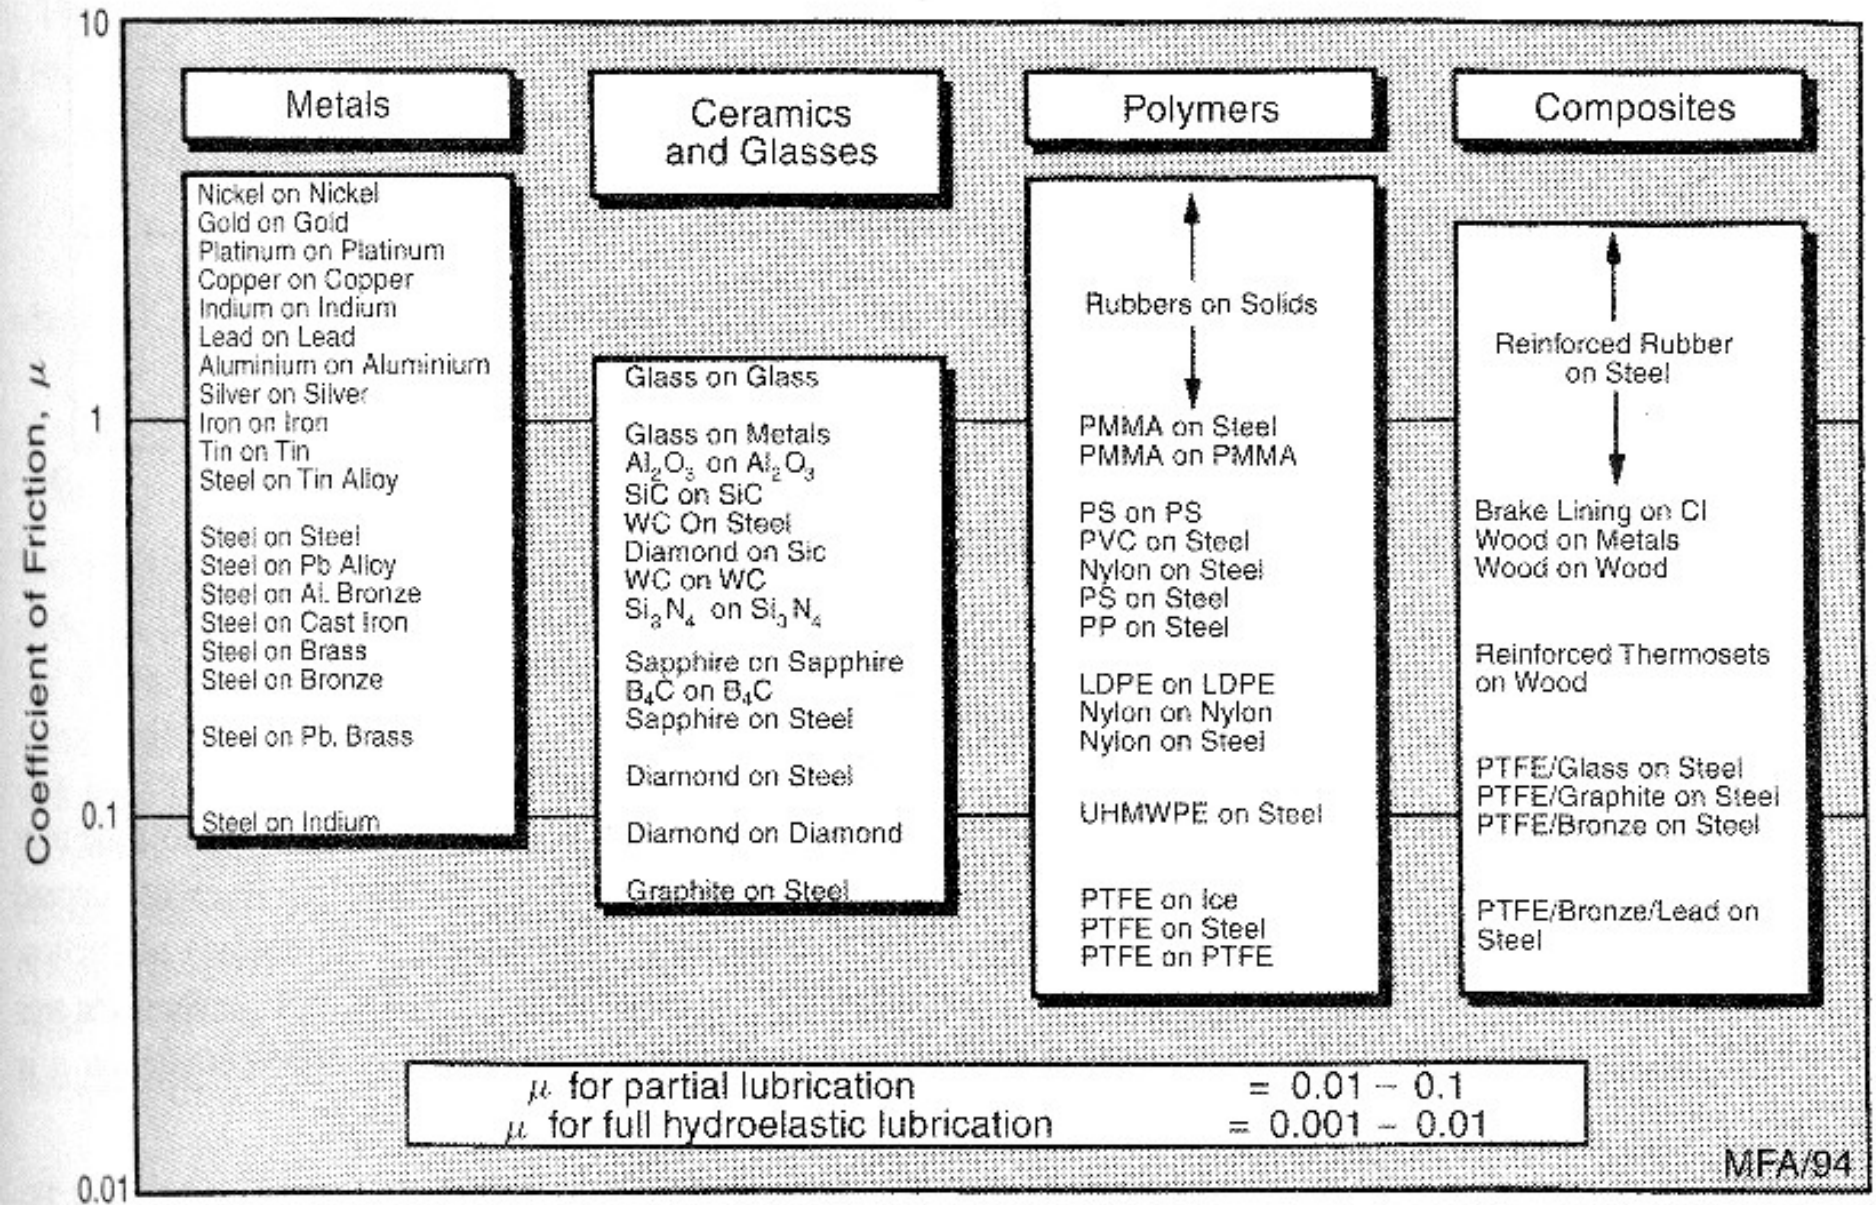 Coefficient of Friction, μ
10
1
0.1
0.01
Metals
Nickel on Nickel
Gold on Gold
Platinum on Platinum
Copper on Copper
Indium on Indium
Lead on Lead
Aluminium on Aluminium
Silver on Silver
Iron on Iron
Tin on Tin
Steel on Tin Alloy
Steel on Steel
Steel on Pb Alloy
Steel on Al. Bronze
Steel on Cast Iron
Steel on Brass
Steel on Bronze
Steel on Pb. Brass
Steel on Indium
Ceramics
and Glasses
Glass on Glass
Glass on Metals
Al₂O₃ on Al₂O₃
SiC on SiC
WC On Steel
Diamond on Sic
WC on WC
Si₃N₄ on Si₃N₄
Sapphire on Sapphire
B₄C on B₄C
Sapphire on Steel
Diamond on Steel
Diamond on Diamond
Graphite on Steel
Polymers
Rubbers on Solids
PMMA on Steel
PMMA on PMMA
PS on PS
PVC on Steel
Nylon on Steel
PS on Steel
PP on Steel
LDPE on LDPE
Nylon on Nylon
Nylon on Steel
UHMWPE on Steel
PTFE on Ice
PTFE on Steel
PTFE on PTFE
Composites
Reinforced Rubber
on Steel
Brake Lining on CI
Wood on Metals
Wood on Wood
Reinforced Thermosets
on Wood
PTFE/Glass on Steel
PTFE/Graphite on Steel
PTFE/Bronze on Steel
PTFE/Bronze/Lead on
Steel
μ for partial lubrication = 0.01 – 0.1
μ for full hydroelastic lubrication = 0.001 – 0.01
MFA/94